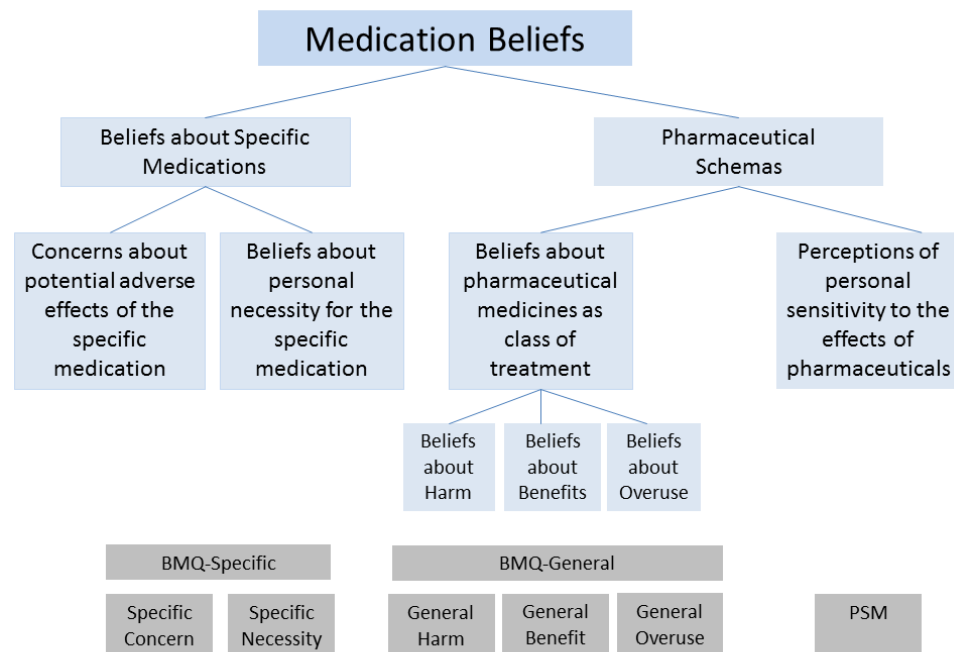 Medication Beliefs
Beliefs about Specific
Medications
Pharmaceutical
Schemas
Concerns about
potential adverse
effects of the
specific
medication
Beliefs about
personal
necessity for the
specific
medication
Beliefs about
pharmaceutical
medicines as
class of
treatment
Perceptions of
personal
sensitivity to the
effects of
pharmaceuticals
Beliefs
about
Harm
Beliefs
about
Benefits
Beliefs
about
Overuse
BMQ-Specific
BMQ-General
Specific
Concern
Specific
Necessity
General
Harm
General
Benefit
General
Overuse
PSM